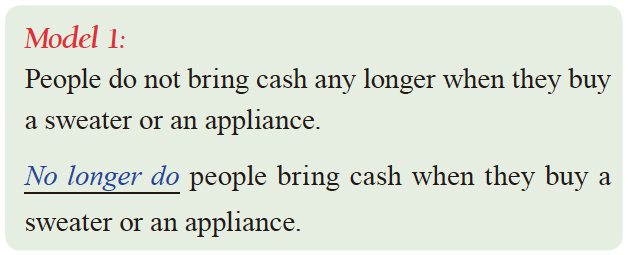 Model 1:
People do not bring cash any longer when they buy
a sweater or an appliance.
No longer do people bring cash when they buy a
sweater or an appliance.